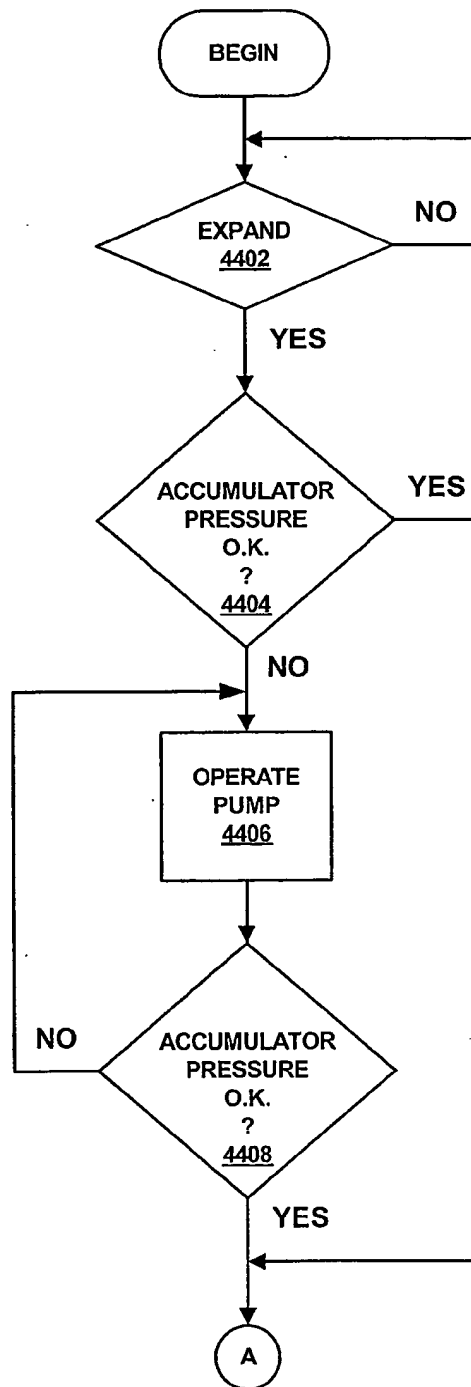 BEGIN
EXPAND
4402
NO
YES
ACCUMULATOR
PRESSURE
O.K.
?
4404
YES
NO
OPERATE
PUMP
4406
ACCUMULATOR
PRESSURE
O.K.
?
4408
NO
YES
A